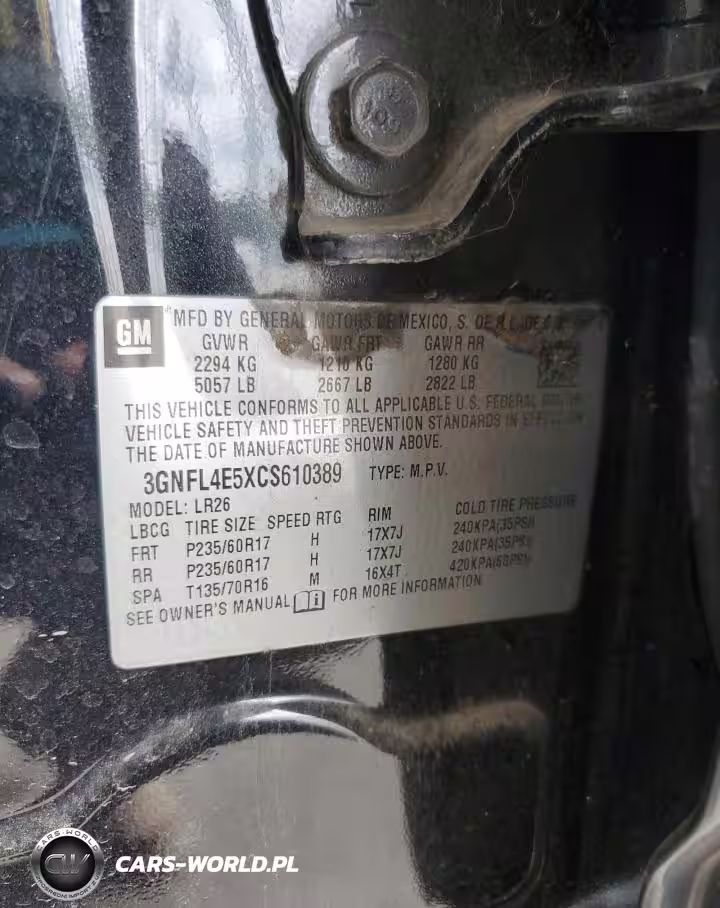 GM
MFD BY GENERAL MOTORS DE MEXICO, S. DE R.L. DE C.V.
GVWR GAWR FRT GAWR RR
2294 KG 1210 KG 1280 KG
5057 LB 2667 LB 2822 LB
THIS VEHICLE CONFORMS TO ALL APPLICABLE U.S. FEDERAL MOTOR
VEHICLE SAFETY AND THEFT PREVENTION STANDARDS IN EFFECT ON
THE DATE OF MANUFACTURE SHOWN ABOVE.
3GNFL4E5XCS610389 TYPE: M.P.V.
MODEL: LR26
LBCG TIRE SIZE SPEED RTG RIM COLD TIRE PRESSURE
FRT P235/60R17 H 17X7J 240KPA(35PSI)
RR P235/60R17 H 17X7J 240KPA(35PSI)
SPA T135/70R16 M 16X4T 420KPA(60PSI)
SEE OWNER'S MANUAL FOR MORE INFORMATION
CARS-WORLD
CW
CARS-WORLD.PL